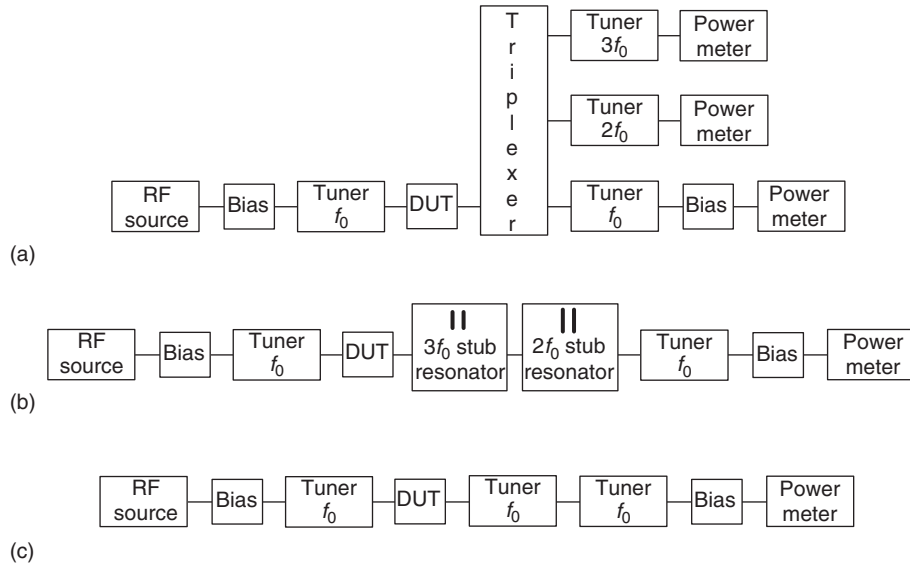 Triplexer
Tuner
3f₀
Power
meter
Tuner
2f₀
Power
meter
RF
source
Bias
Tuner
f₀
DUT
Tuner
f₀
Bias
Power
meter
(a)
RF
source
Bias
Tuner
f₀
DUT
3f₀ stub
resonator
2f₀ stub
resonator
Tuner
f₀
Bias
Power
meter
(b)
RF
source
Bias
Tuner
f₀
DUT
Tuner
f₀
Tuner
f₀
Bias
Power
meter
(c)